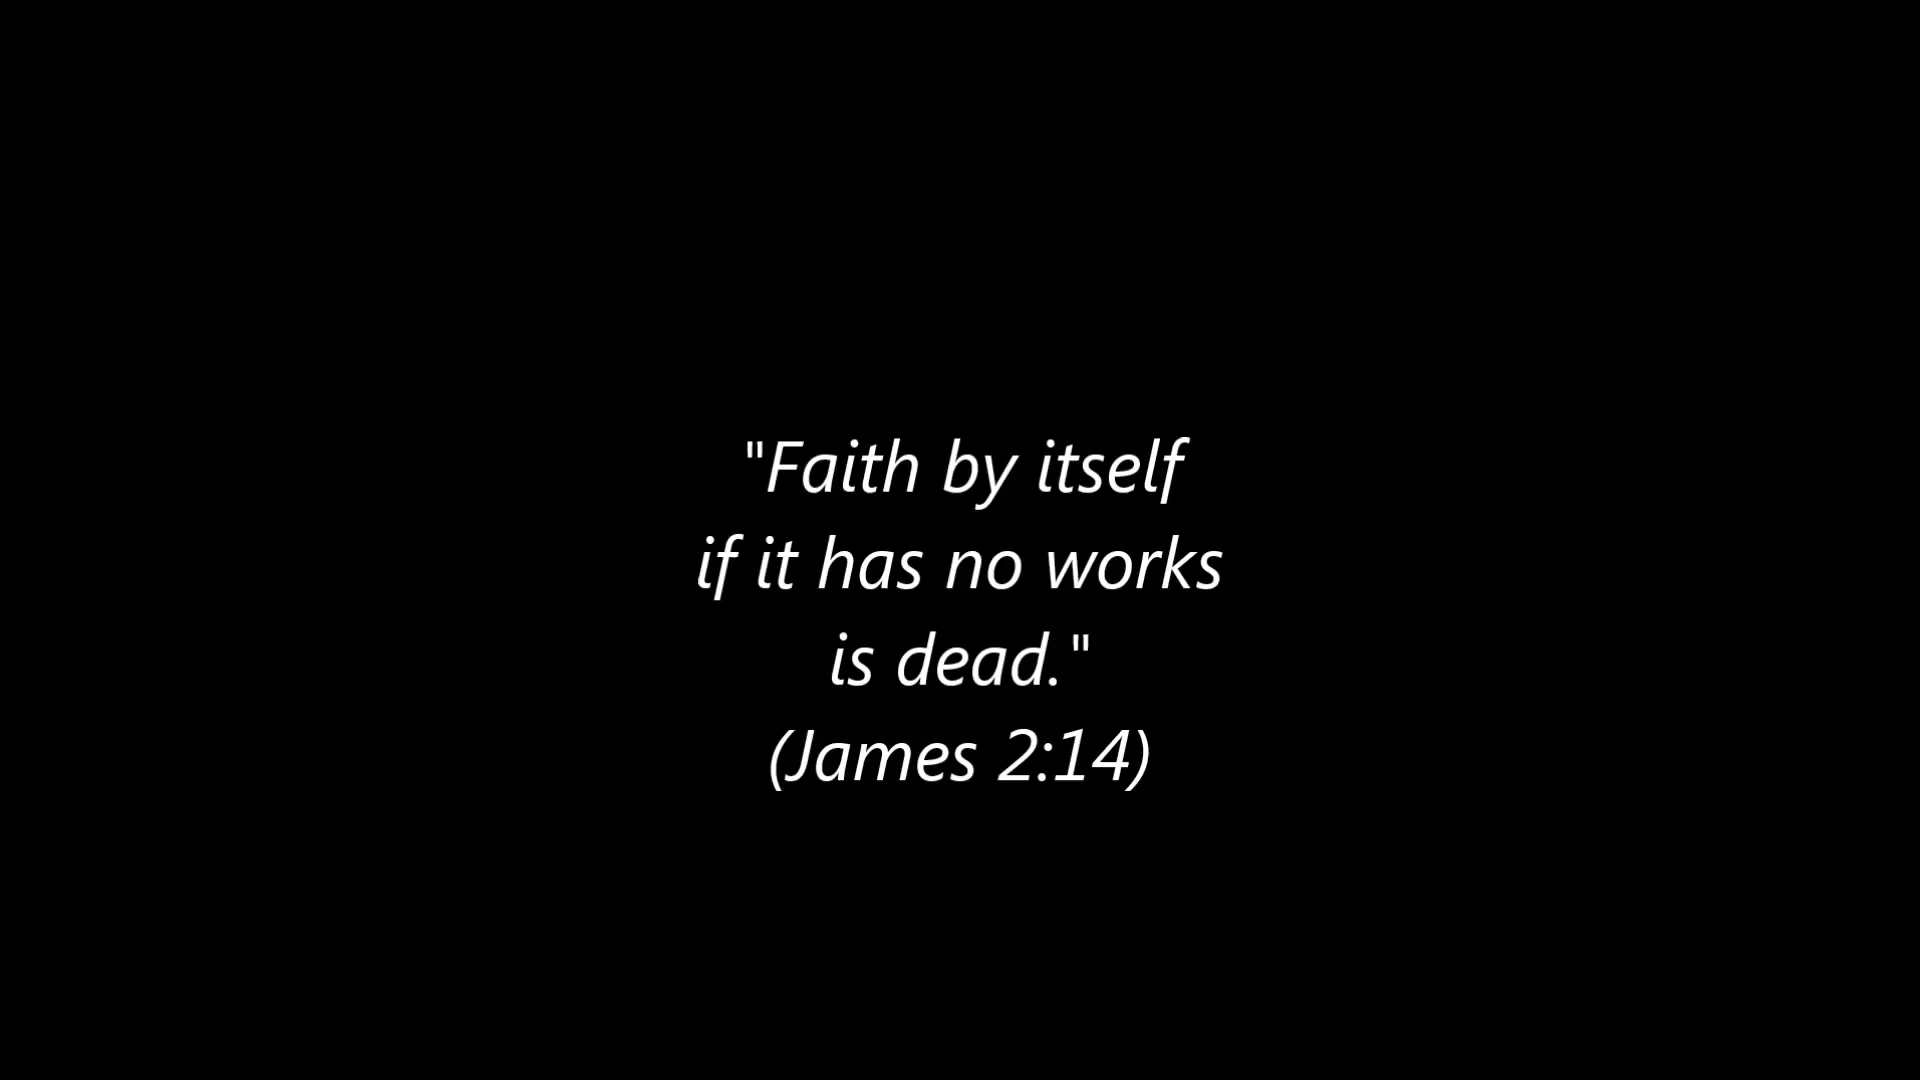 "Faith by itself
if it has no works
is dead."
(James 2:14)